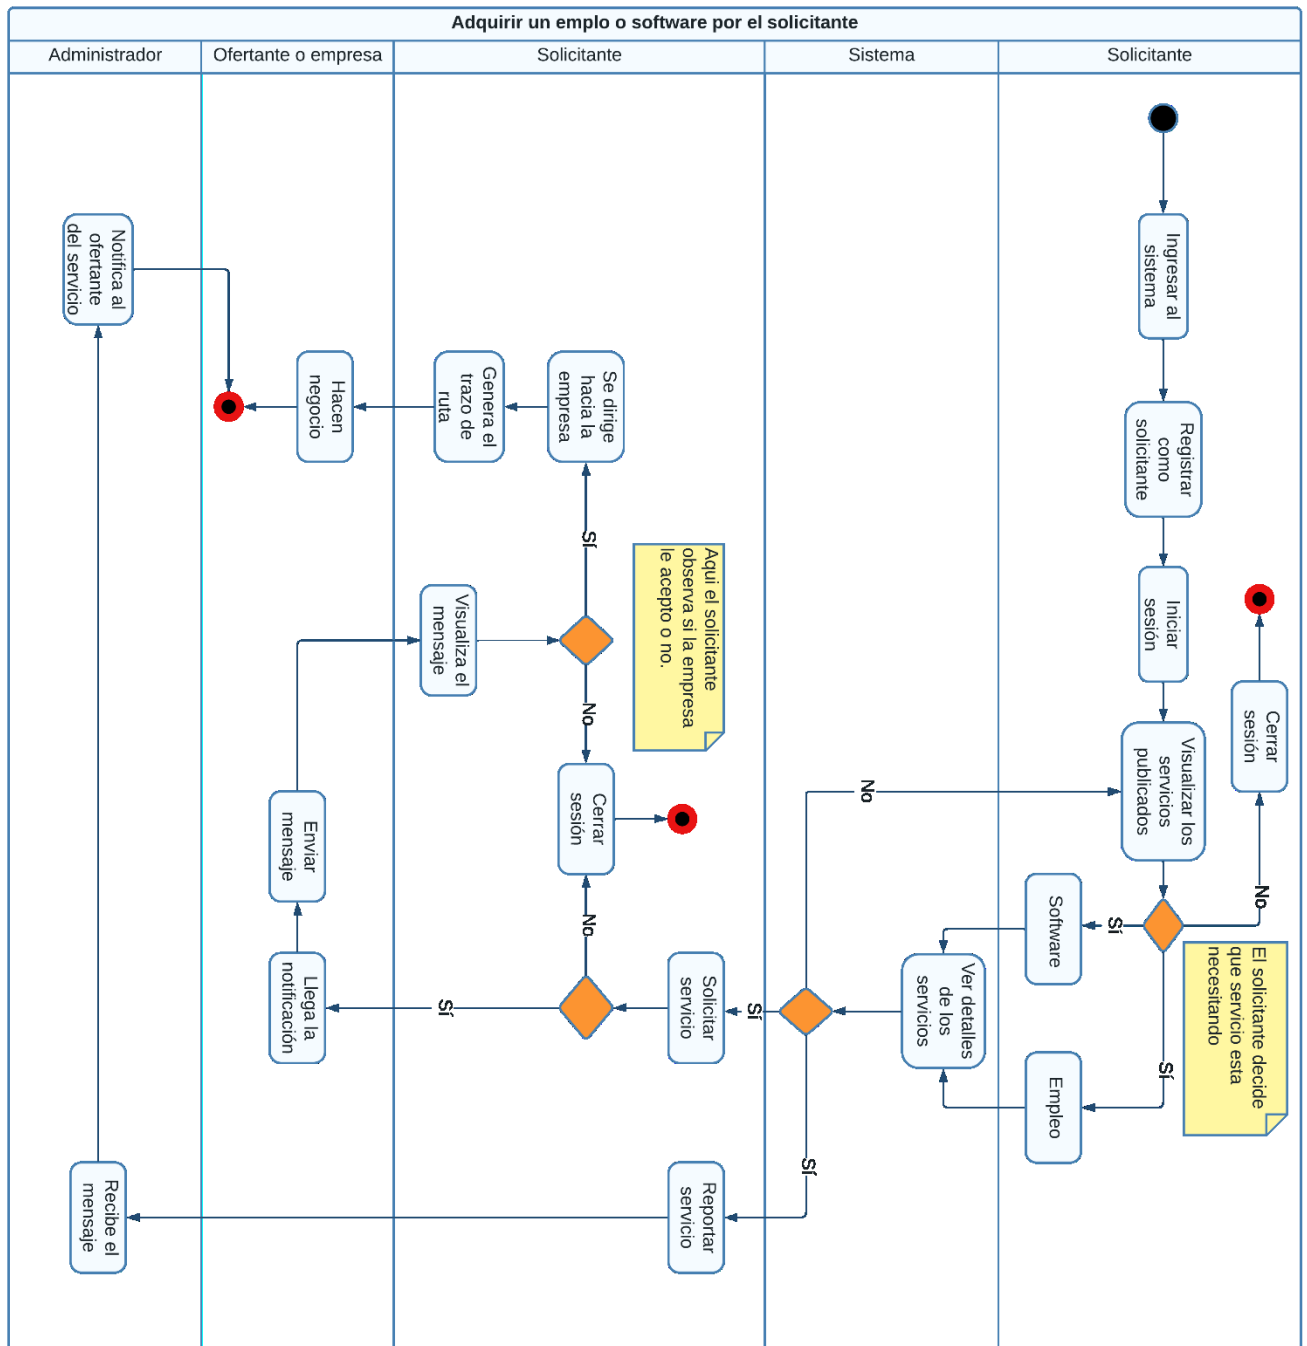 Adquirir un emplo o software por el solicitante
Administrador
Ofertante o empresa
Solicitante
Sistema
Solicitante
Ingresar al
sistema
Registrar
como
solicitante
Iniciar
sesión
Visualizar los
servicios
publicados
Cerrar
sesión
No
Sí
Sí
El solicitante decide
que servicio esta
necesitando
Software
Empleo
Ver detalles
de los
servicios
No
Sí
Sí
Solicitar
servicio
Reportar
servicio
No
Sí
Cerrar
sesión
Llega la
notificación
Enviar
mensaje
Visualiza el
mensaje
Aqui el solicitante
observa si la empresa
le acepto o no.
No
Sí
Se dirige
hacia la
empresa
Genera el
trazo de
ruta
Hacen
negocio
Recibe el
mensaje
Notifica al
ofertante
del servicio